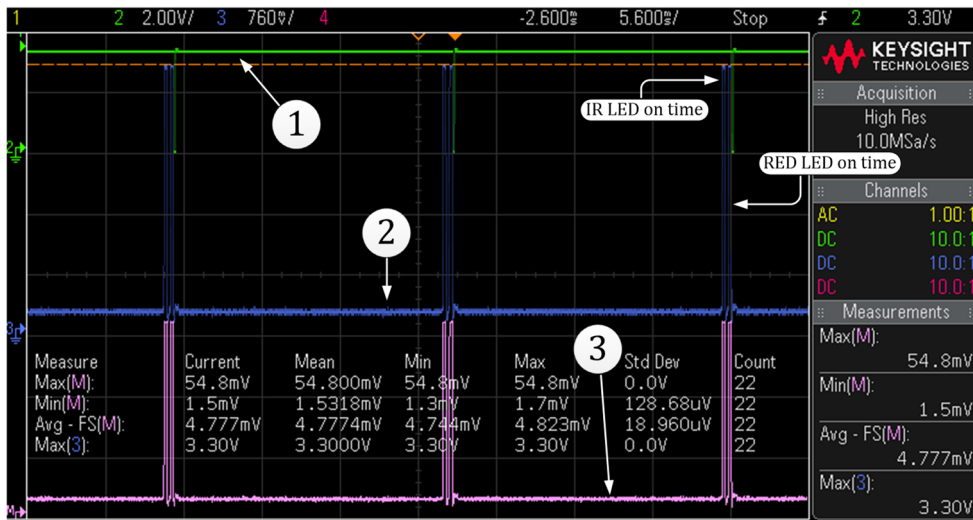 1 2 2.00V/ 3 760mV/ 4 -2.600s 5.600s/ Stop 2 3.30V
KEYSIGHT
TECHNOLOGIES
Acquisition
High Res
10.0MSa/s
Channels
AC 1.00:1
DC 10.0:1
DC 10.0:1
DC 10.0:1
Measurements
Max(M):
54.8mV
Min(M):
1.5mV
Avg - FS(M):
4.777mV
Max(3):
3.30V
1
IR LED on time
RED LED on time
2
2
3
3
Measure Current Mean Min Max Std Dev Count
Max(M): 54.8mV 54.800mV 54.8mV 54.8mV 0.0V 22
Min(M): 1.5mV 1.5318mV 1.3mV 1.7mV 128.68uV 22
Avg - FS(M): 4.777mV 4.7774mV 4.744mV 4.823mV 18.960uV 22
Max(3): 3.30V 3.3000V 3.30V 3.30V 0.0V 22
M